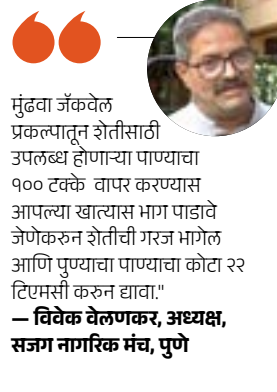 मुंढवा जॅकवेल
प्रकल्पातून शेतीसाठी
उपलब्ध होणाऱ्या पाण्याचा
१०० टक्के वापर करण्यास
आपल्या खात्यास भाग पाडावे
जेणेकरुन शेतीची गरज भागेल
आणि पुण्याचा पाण्याचा कोटा २२
टिएमसी करुन द्यावा."
— विवेक वेलणकर, अध्यक्ष,
सजग नागरिक मंच, पुणे